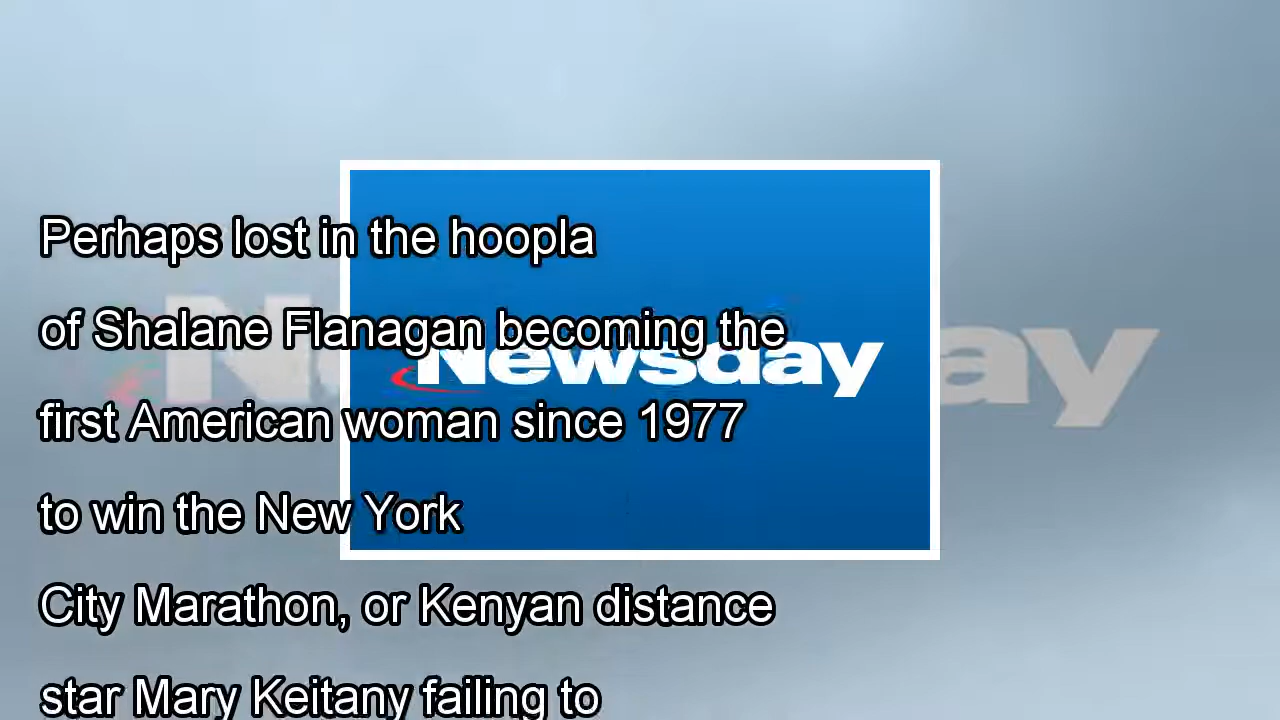 Perhaps lost in the hoopla
of Shalane Flanagan becoming the
Newsday
first American woman since 1977
to win the New York
City Marathon, or Kenyan distance
star Mary Keitany failing to